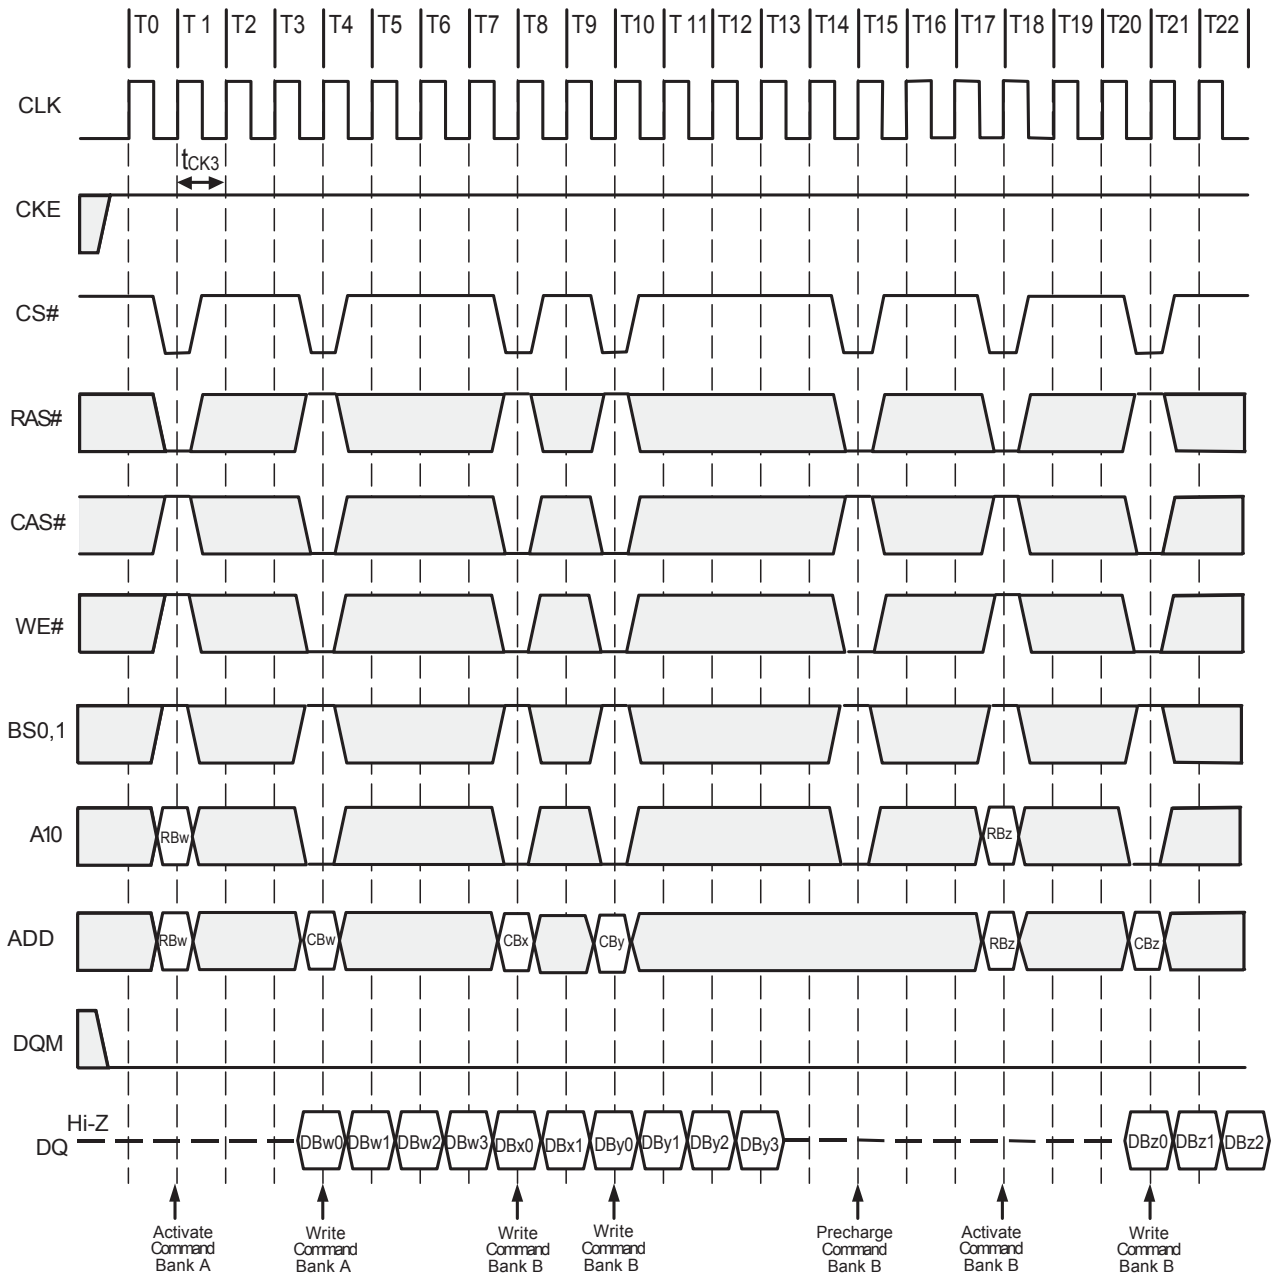 T0 T 1 T2 T3 T4 T5 T6 T7 T8 T9 T10 T 11 T12 T13 T14 T15 T16 T17 T18 T19 T20 T21 T22
CLK
tCK3
CKE
CS#
RAS#
CAS#
WE#
BS0,1
A10
RBw RBz
ADD
RBw CBw CBx CBy RBz CBz
DQM
Hi-Z
DQ
DBw0 DBw1 DBw2 DBw3 DBx0 DBx1 DBy0 DBy1 DBy2 DBy3 DBz0 DBz1 DBz2
Activate
Command
Bank A
Write
Command
Bank A
Write
Command
Bank B
Write
Command
Bank B
Precharge
Command
Bank B
Activate
Command
Bank B
Write
Command
Bank B